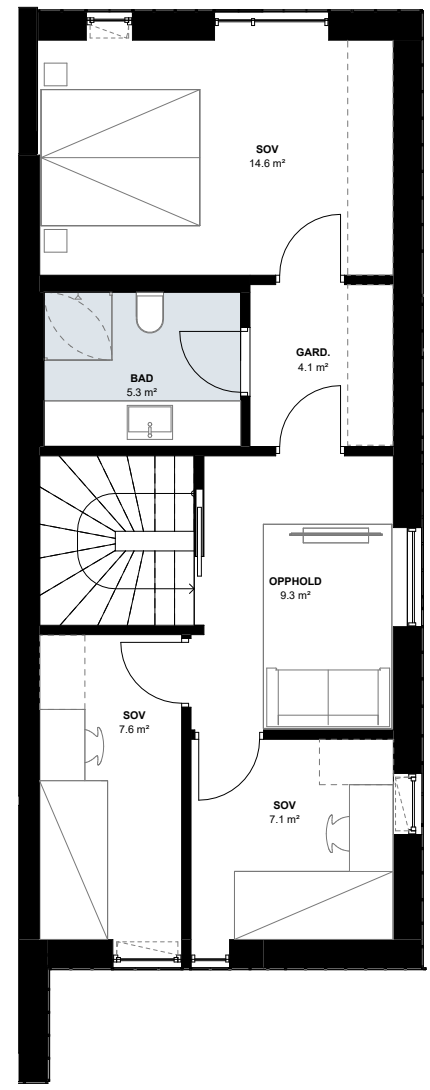 SOV
14.6 m²
GARD.
4.1 m²
BAD
5.3 m²
OPPHOLD
9.3 m²
SOV
7.6 m²
SOV
7.1 m²